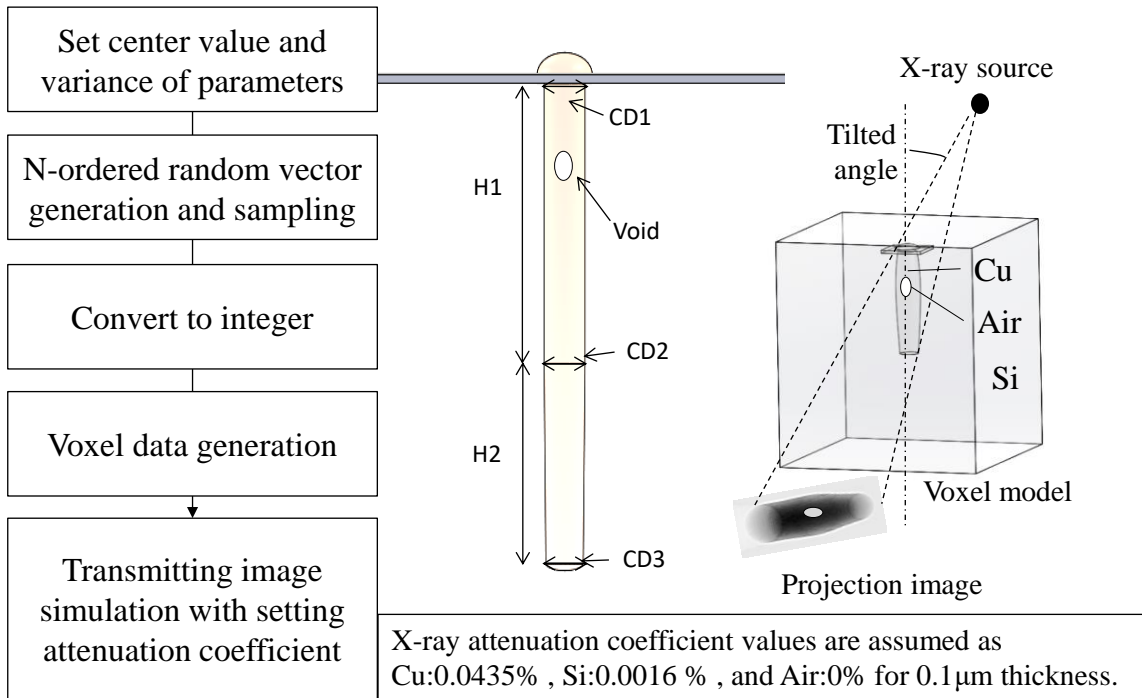 Set center value and
variance of parameters
N-ordered random vector
generation and sampling
Convert to integer
Voxel data generation
Transmitting image
simulation with setting
attenuation coefficient
CD1
H1
Void
CD2
H2
CD3
X-ray source
Tilted
angle
Cu
Air
Si
Voxel model
Projection image
X-ray attenuation coefficient values are assumed as
Cu:0.0435% , Si:0.0016 % , and Air:0% for 0.1μm thickness.